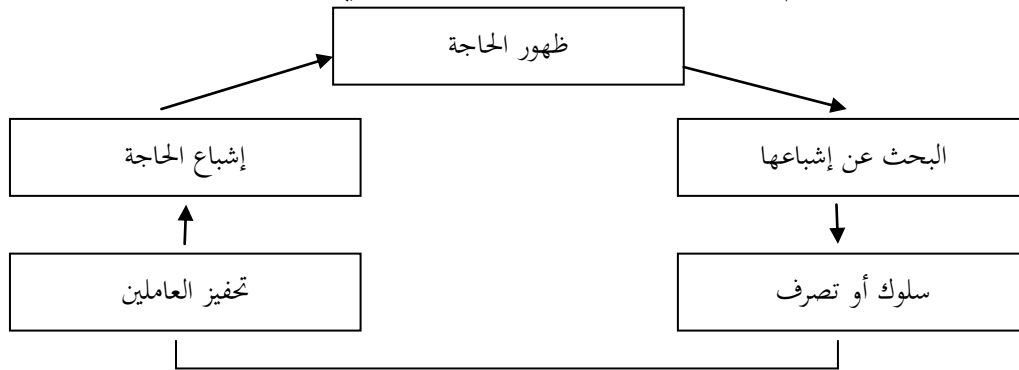 ظهور الحاجة
البحث عن إشباعها
إشباع الحاجة
سلوك أو تصرف
تحفيز العاملين